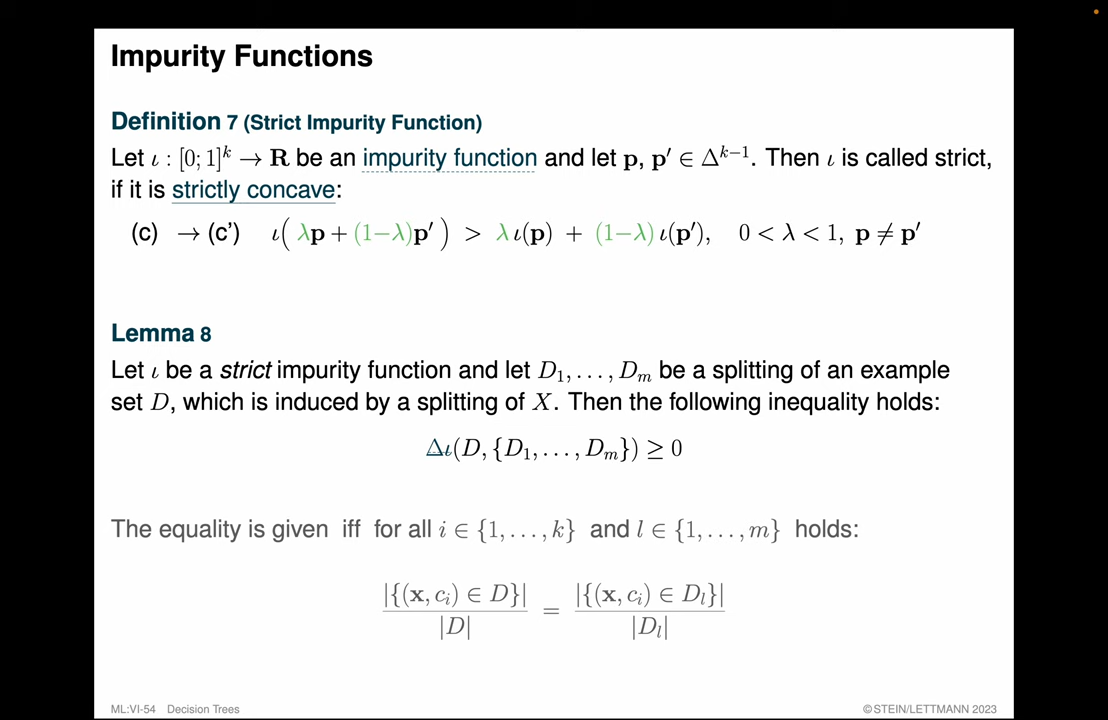 Impurity Functions
Definition 7 (Strict Impurity Function)
Let ι : [0; 1]^k → R be an impurity function and let p, p′ ∈ Δ^{k−1}. Then ι is called strict,
if it is strictly concave:
(c) → (c') ι( λp + (1−λ)p′ ) > λ ι(p) + (1−λ) ι(p′), 0 < λ < 1, p ≠ p′
Lemma 8
Let ι be a strict impurity function and let D₁, . . . , Dₘ be a splitting of an example
set D, which is induced by a splitting of X. Then the following inequality holds:
Δι(D, {D₁, . . . , Dₘ}) ≥ 0
The equality is given iff for all i ∈ {1, . . . , k} and l ∈ {1, . . . , m} holds:
|{(x, cᵢ) ∈ D}| / |D| = |{(x, cᵢ) ∈ Dₗ}| / |Dₗ|
ML:VI-54 Decision Trees
©STEIN/LETTMANN 2023